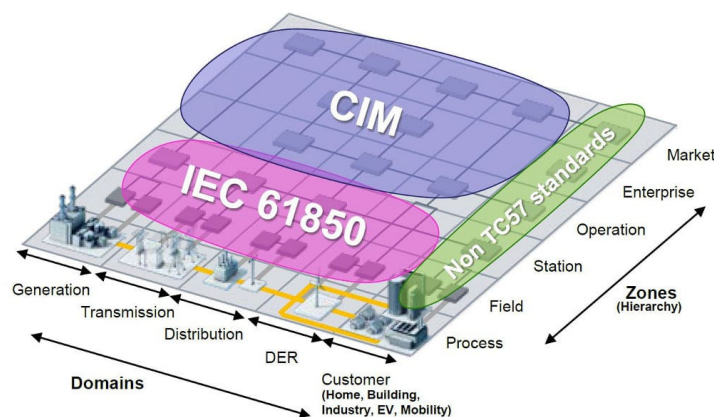 CIM
IEC 61850
Non TC57 standards
Market
Enterprise
Operation
Station
Field
Process
Zones
(Hierarchy)
Generation
Transmission
Distribution
DER
Customer
(Home, Building,
Industry, EV, Mobility)
Domains